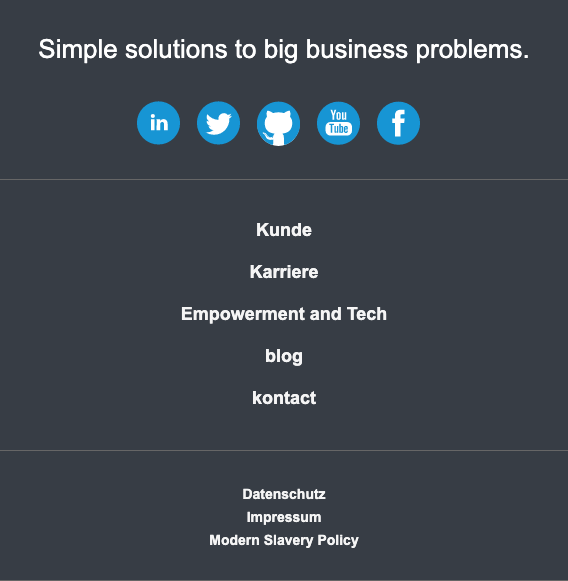 Simple solutions to big business problems.
in
You
Tube
f
Kunde
Karriere
Empowerment and Tech
blog
kontact
Datenschutz
Impressum
Modern Slavery Policy